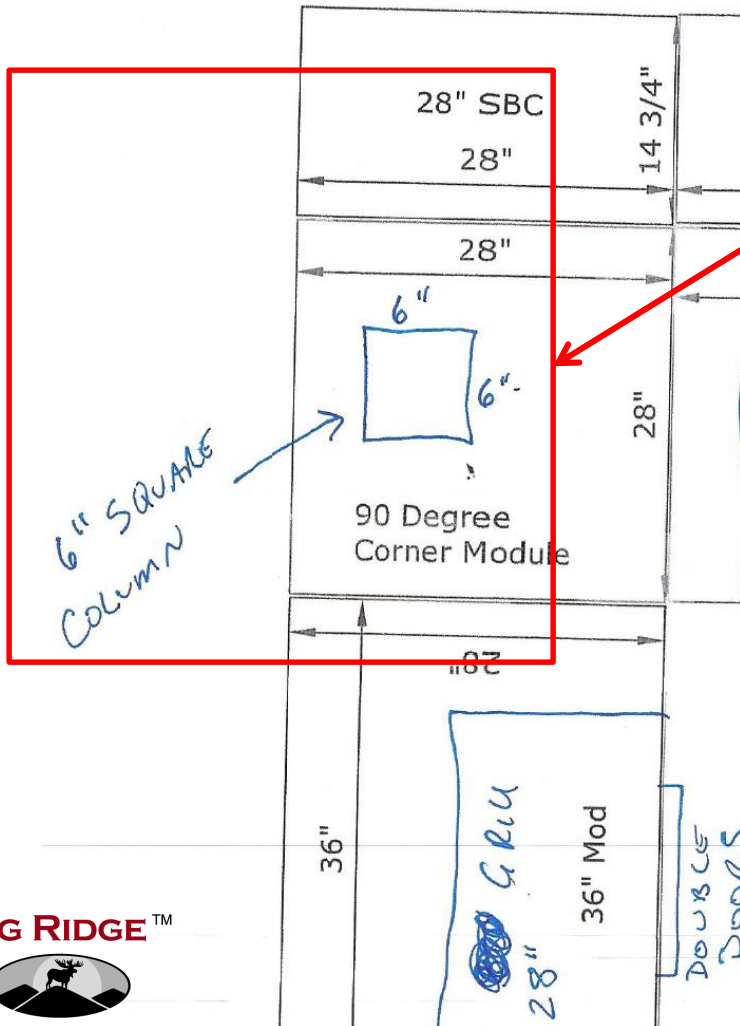 28" SBC
28"
14 3/4"
28"
6"
6"
28"
6" SQUARE
COLUMN
90 Degree
Corner Module
28"
36"
GRILL
28"
36" Mod
DOUBLE
DOORS
G RIDGE™